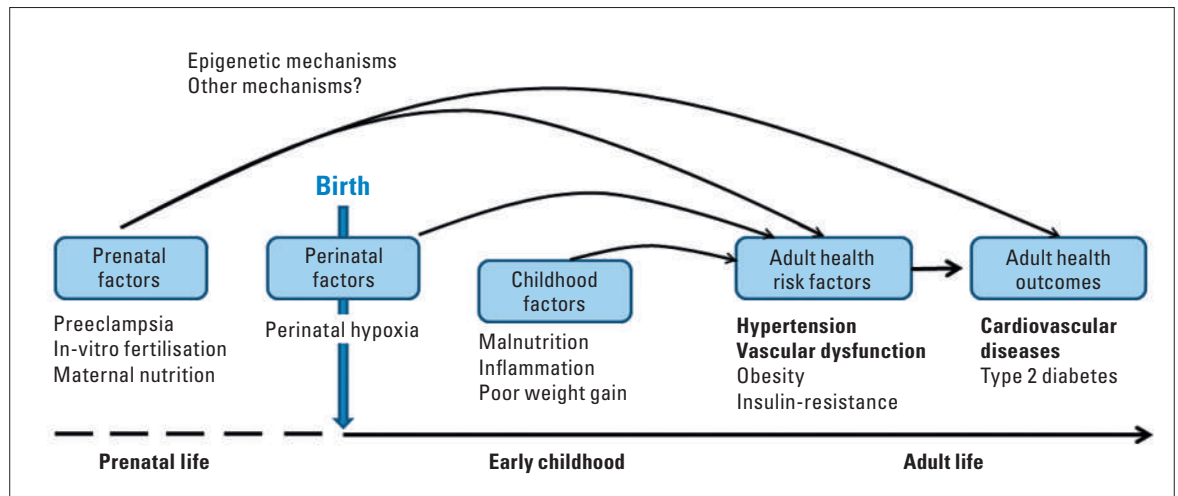 Epigenetic mechanisms
Other mechanisms?
Birth
Prenatal
factors
Preeclampsia
In-vitro fertilisation
Maternal nutrition
Perinatal
factors
Perinatal hypoxia
Childhood
factors
Malnutrition
Inflammation
Poor weight gain
Adult health
risk factors
Hypertension
Vascular dysfunction
Obesity
Insulin-resistance
Adult health
outcomes
Cardiovascular
diseases
Type 2 diabetes
Prenatal life
Early childhood
Adult life